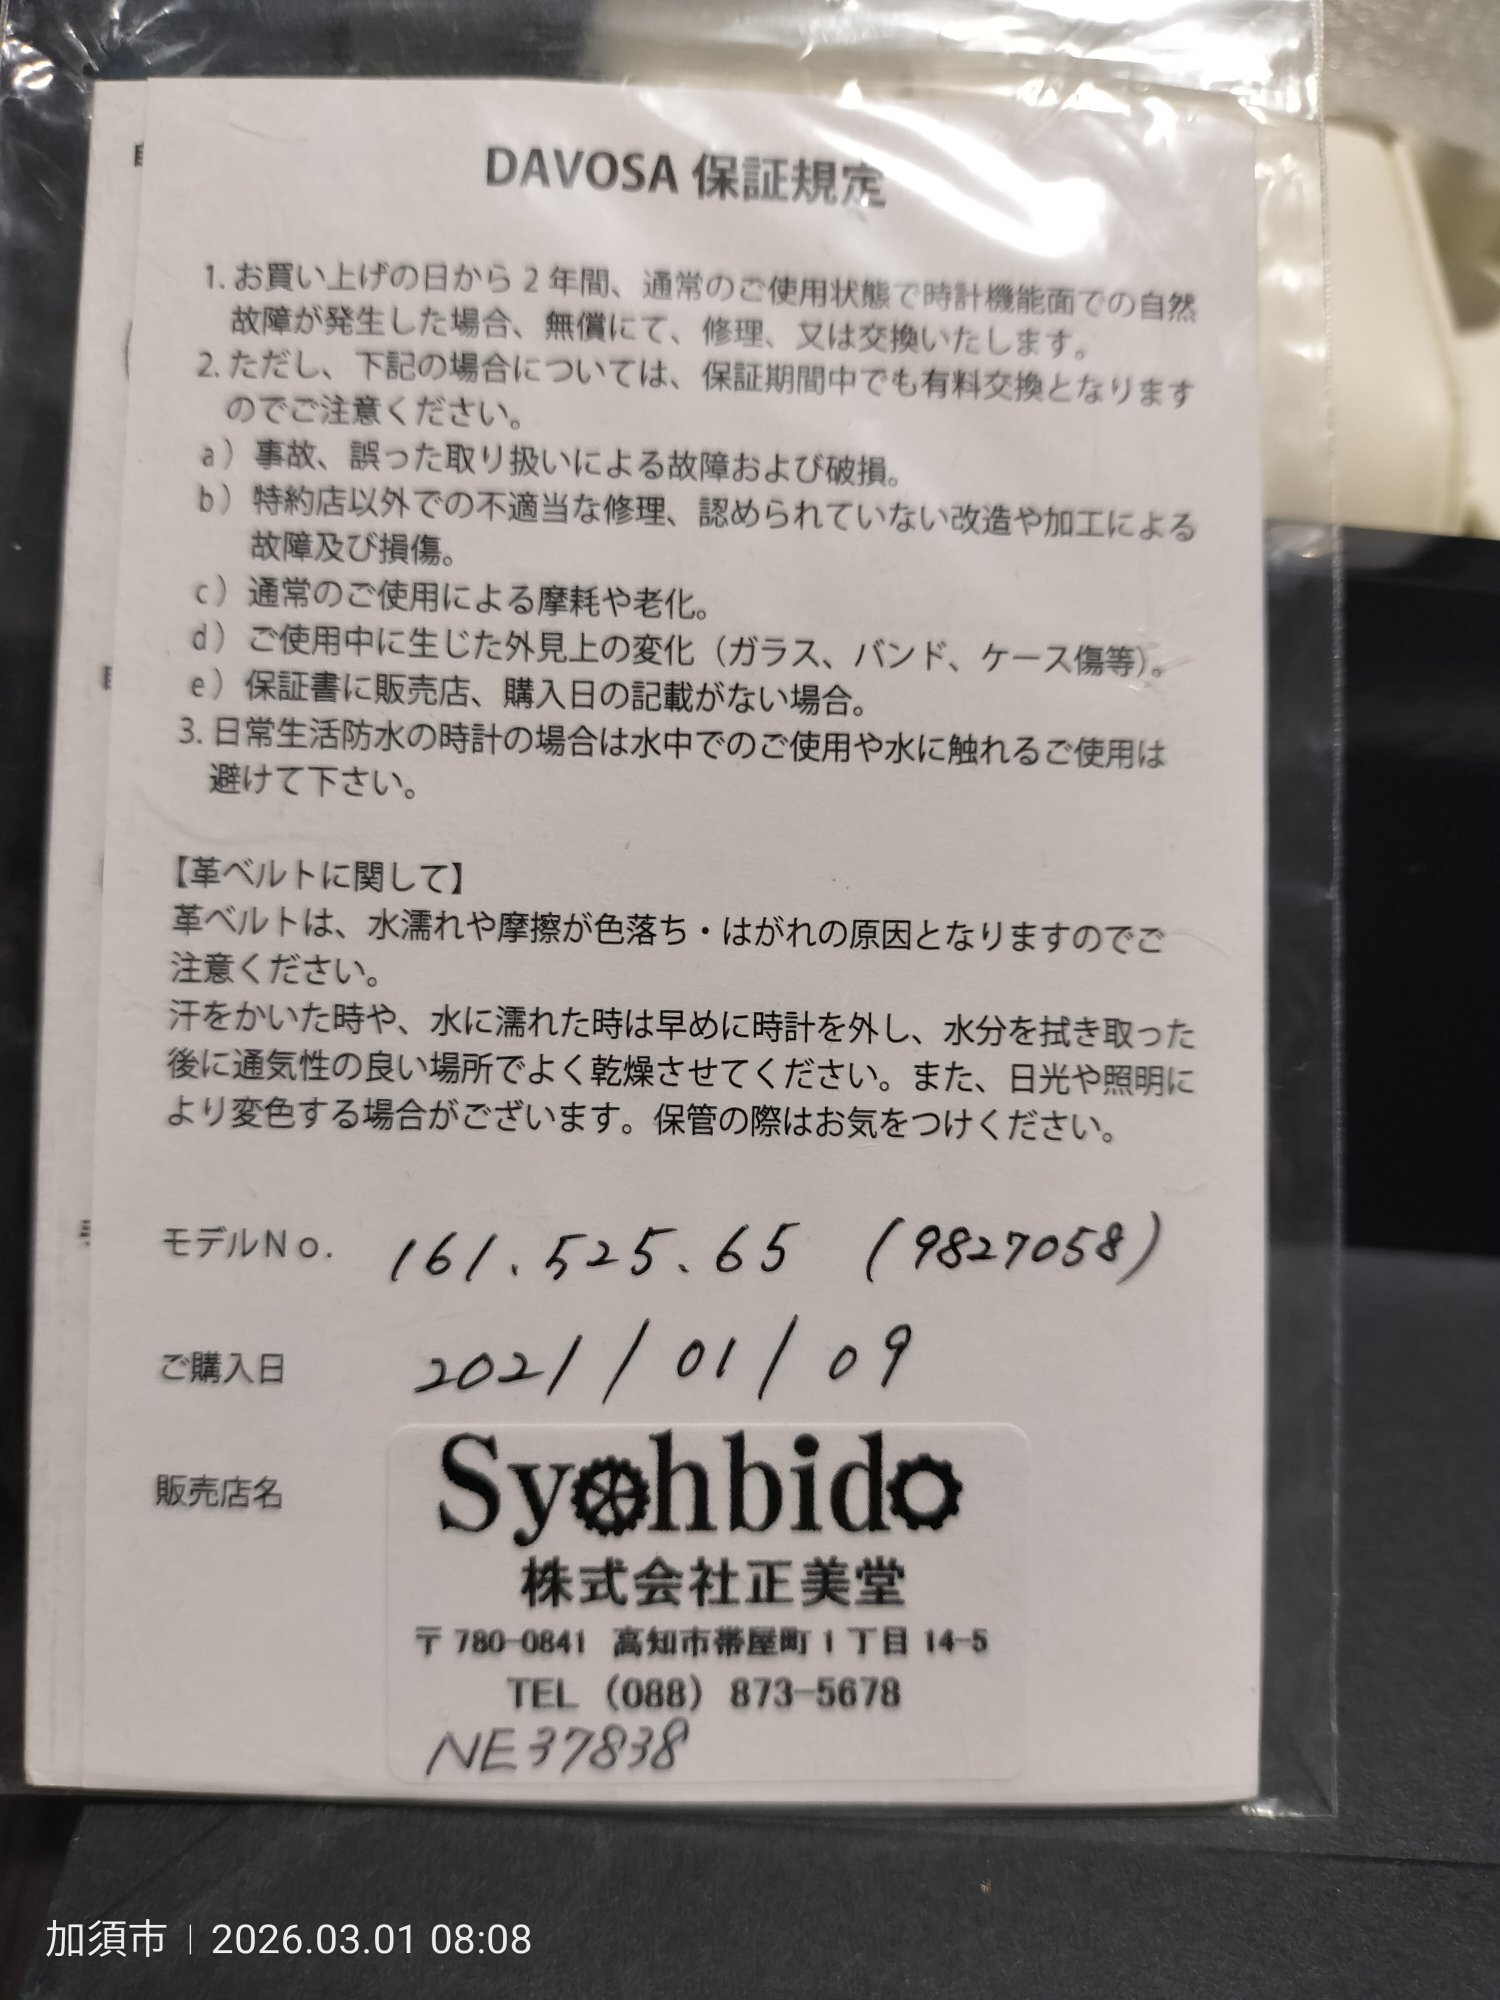 DAVOSA 保証規定
1. お買い上げの日から2年間、通常のご使用状態で時計機能面での自然
故障が発生した場合、無償にて、修理、又は交換いたします。
2. ただし、下記の場合については、保証期間中でも有料交換となります
のでご注意ください。
a）事故、誤った取り扱いによる故障および破損。
b）特約店以外での不適当な修理、認められていない改造や加工による
故障及び損傷。
c）通常のご使用による摩耗や老化。
d）ご使用中に生じた外見上の変化（ガラス、バンド、ケース傷等）。
e）保証書に販売店、購入日の記載がない場合。
3. 日常生活防水の時計の場合は水中でのご使用や水に触れるご使用は
避けて下さい。
【革ベルトに関して】
革ベルトは、水濡れや摩擦が色落ち・はがれの原因となりますのでご
注意ください。
汗をかいた時や、水に濡れた時は早めに時計を外し、水分を拭き取った
後に通気性の良い場所でよく乾燥させてください。また、日光や照明に
より変色する場合がございます。保管の際はお気をつけください。
モデルNo. 161.525.65 (9827058)
ご購入日 2021/01/09
販売店名 Syohbido
株式会社正美堂
〒780-0841 高知市帯屋町1丁目14-5
TEL（088）873-5678
NE37838
加須市 | 2026.03.01 08:08